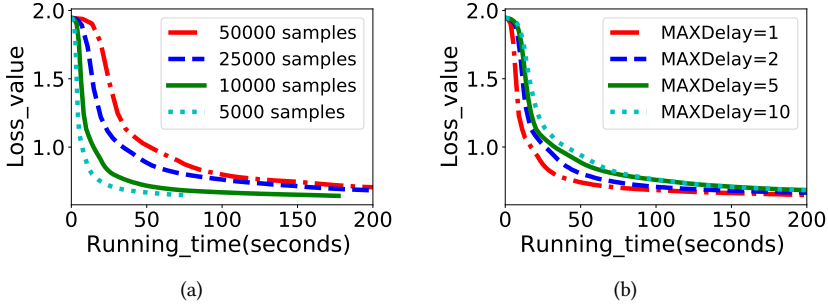 2.0
1.5
1.0
Loss_value
50000 samples
25000 samples
10000 samples
5000 samples
0 50 100 150 200
Running_time(seconds)
(a)
2.0
1.5
1.0
Loss_value
MAXDelay=1
MAXDelay=2
MAXDelay=5
MAXDelay=10
0 50 100 150 200
Running_time(seconds)
(b)